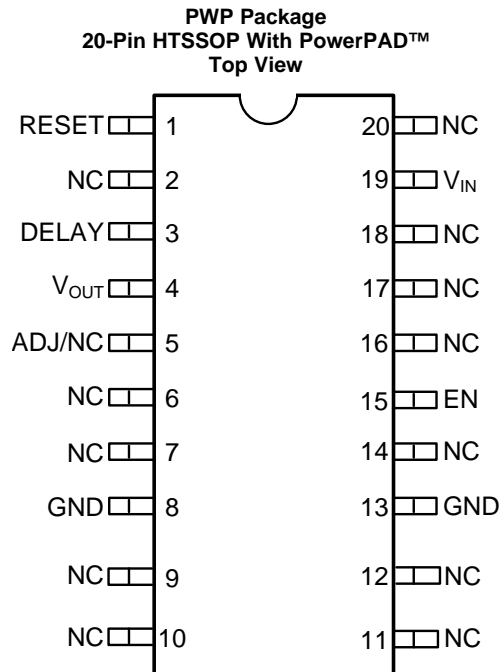 PWP Package
20-Pin HTSSOP With PowerPAD™
Top View
RESET 1 20 NC
NC 2 19 VIN
DELAY 3 18 NC
VOUT 4 17 NC
ADJ/NC 5 16 NC
NC 6 15 EN
NC 7 14 NC
GND 8 13 GND
NC 9 12 NC
NC 10 11 NC